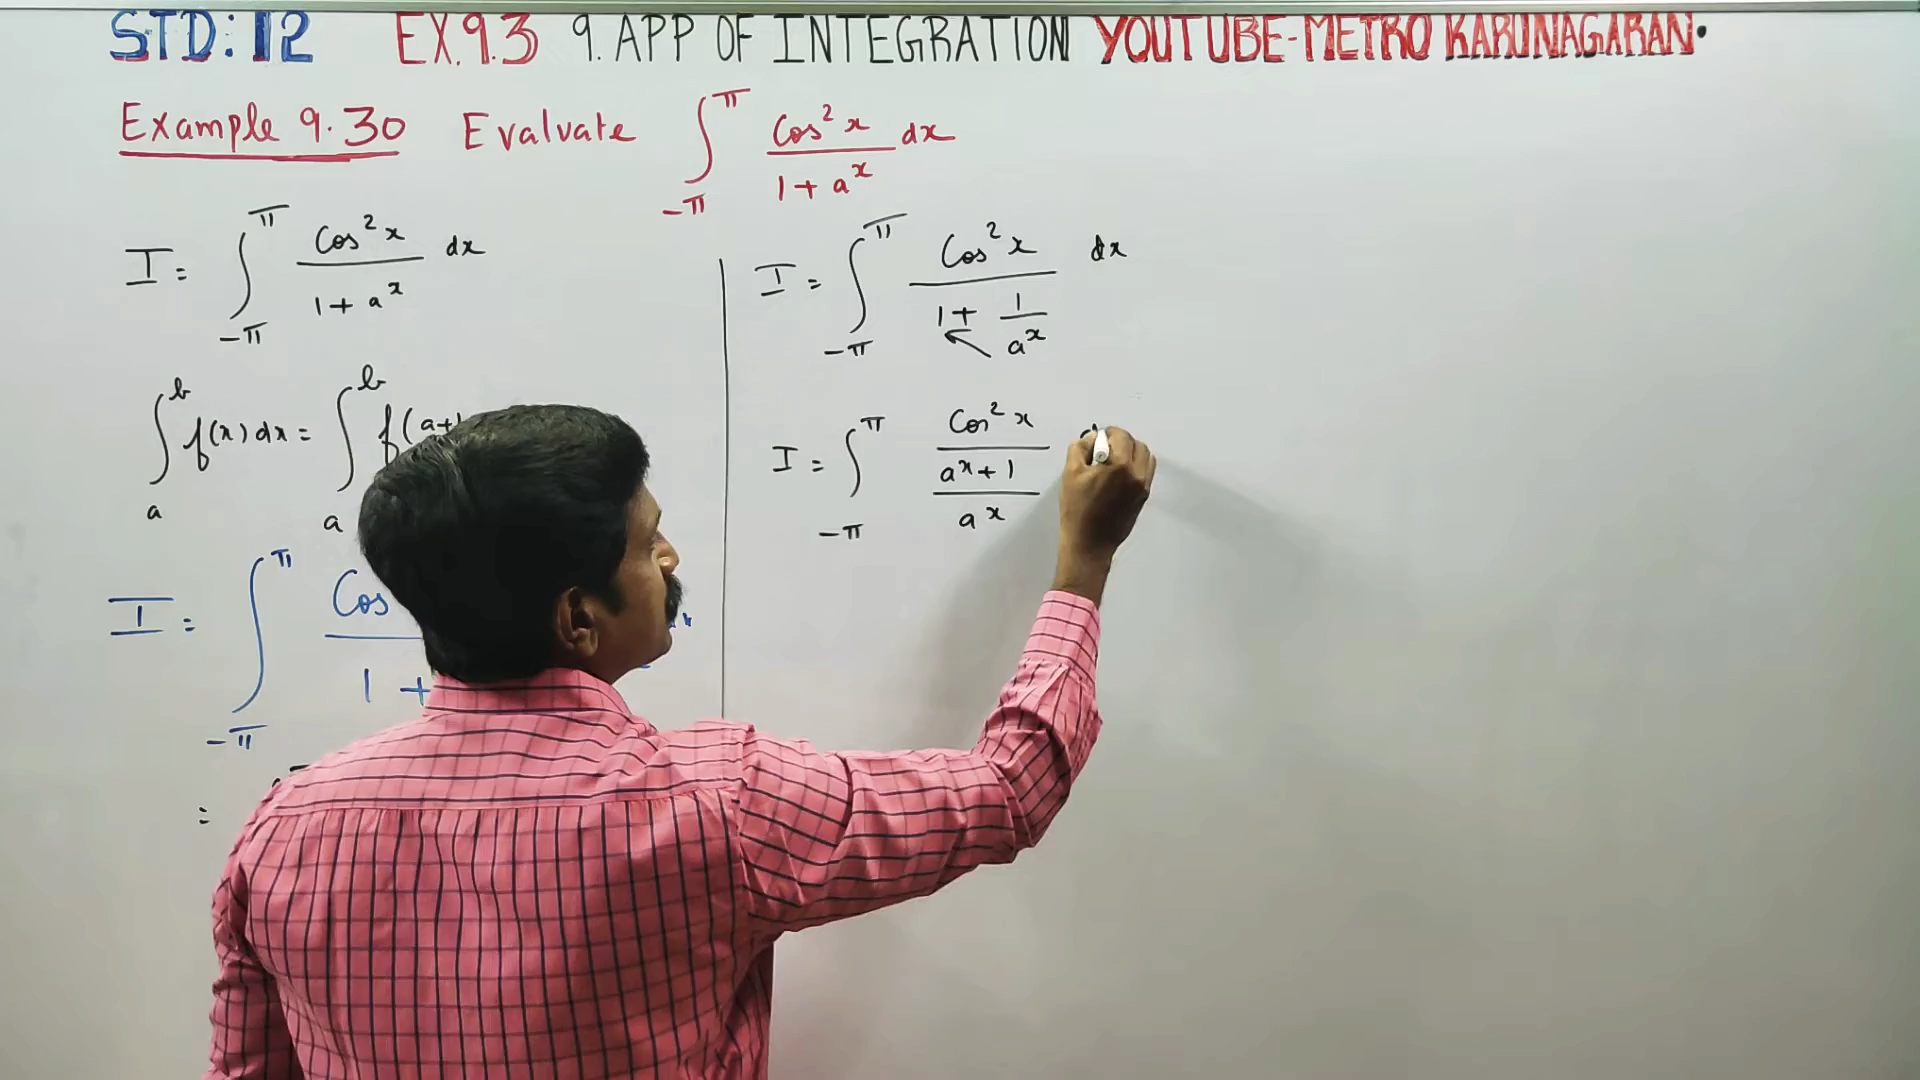 STD: 12 EX.9.3 9. APP OF INTEGRATION YOUTUBE-METRO KARUNAGARAN.
Example 9.30 Evaluate ∫_{-π}^{π} cos²x / (1+a^x) dx
I = ∫_{-π}^{π} cos²x / (1+a^x) dx
∫_a^b f(x)dx = ∫_a^b f(a+
I = ∫_{-π}^{π} Cos / 1 +
=
I = ∫_{-π}^{π} Cos²x / (1 + 1/a^x) dx
I = ∫_{-π}^{π} Cos²x / ((a^x+1)/a^x)